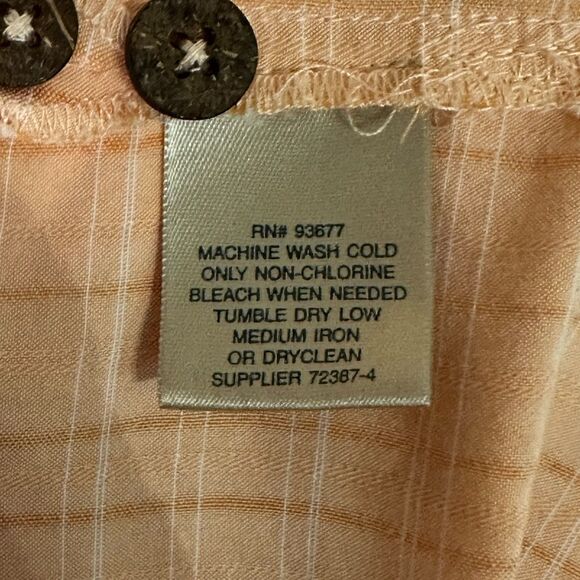 RN# 93677
MACHINE WASH COLD
ONLY NON-CHLORINE
BLEACH WHEN NEEDED
TUMBLE DRY LOW
MEDIUM IRON
OR DRYCLEAN
SUPPLIER 72387-4